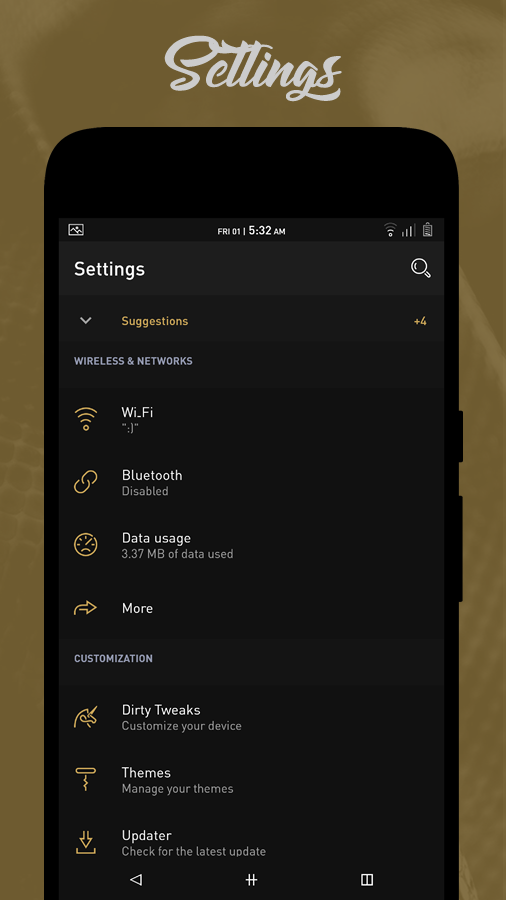 Settings
FRI 01 | 5:32 AM
Settings
Suggestions +4
WIRELESS & NETWORKS
Wi_Fi
":)"
Bluetooth
Disabled
Data usage
3.37 MB of data used
More
CUSTOMIZATION
Dirty Tweaks
Customize your device
Themes
Manage your themes
Updater
Check for the latest update